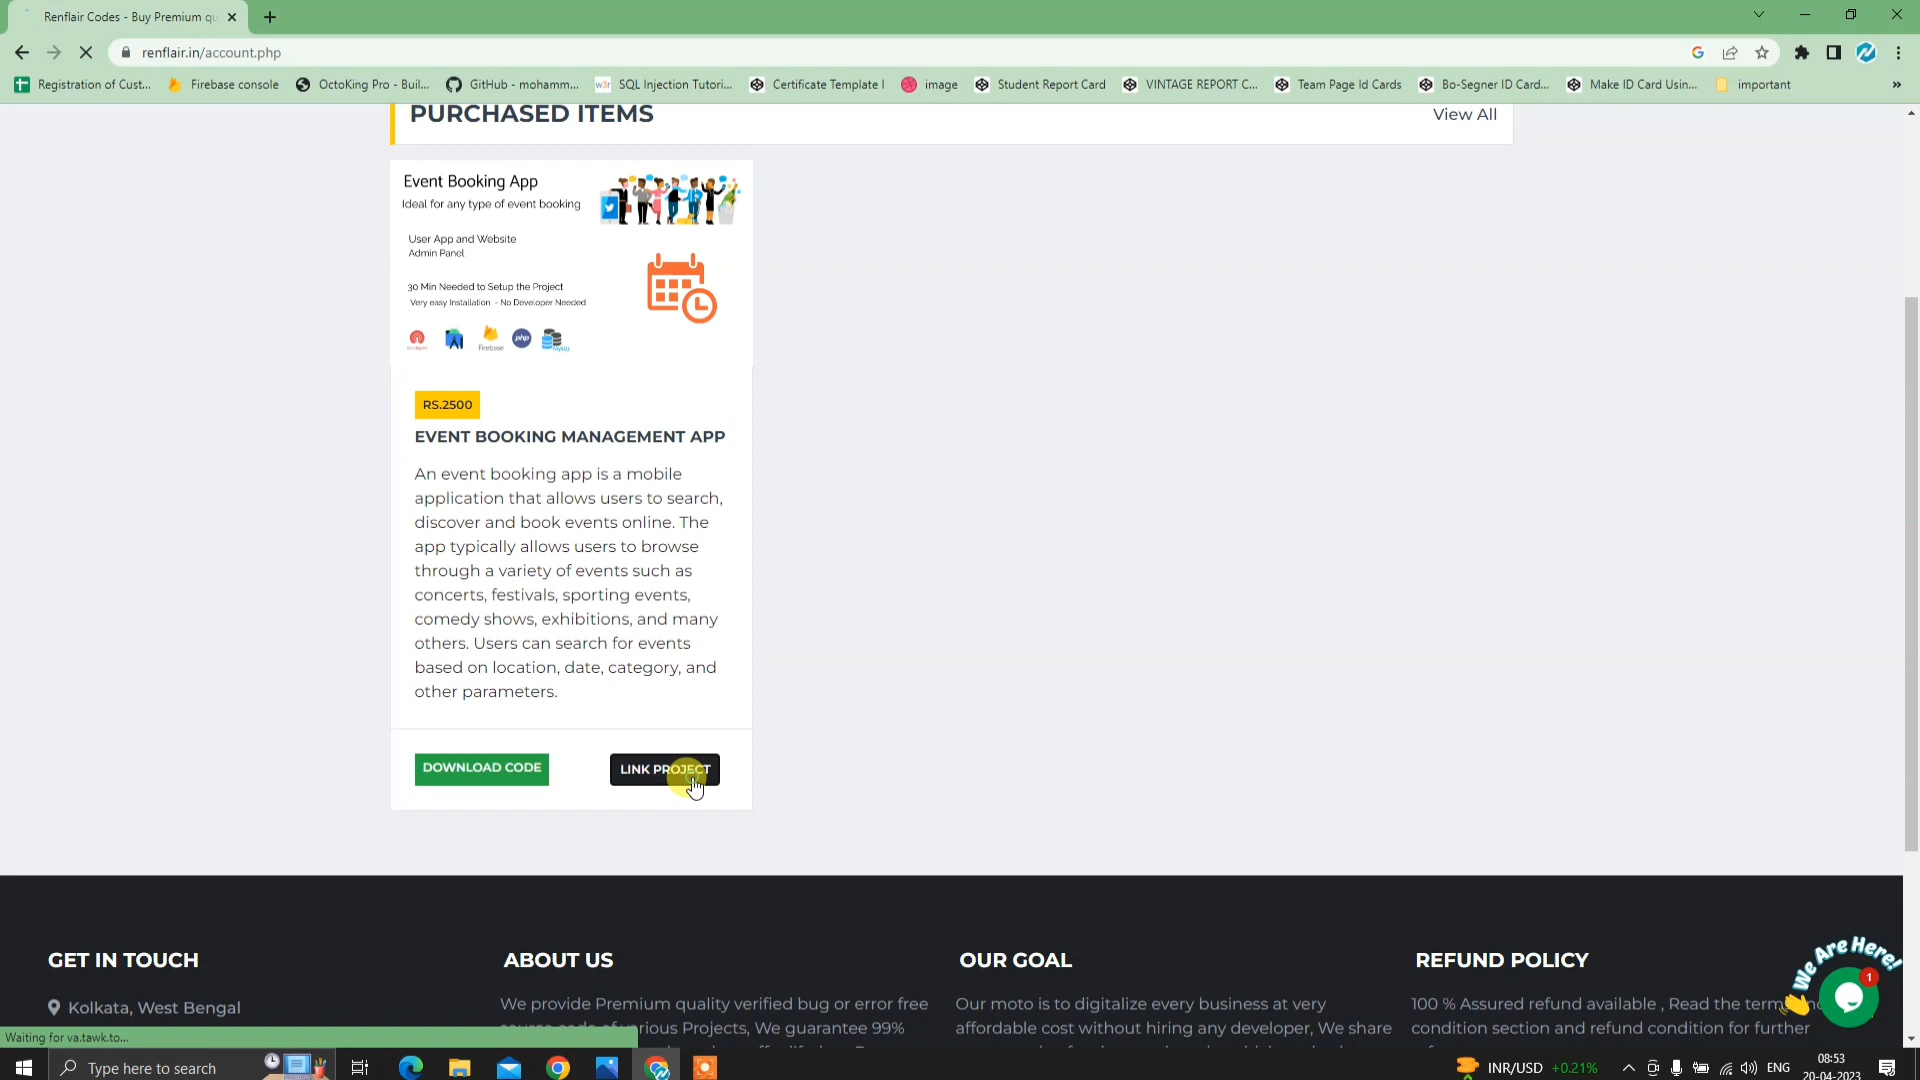 Renflair Codes - Buy Premium qu
renflair.in/account.php
Registration of Cust...
Firebase console
OctoKing Pro - Buil...
GitHub - mohamm...
w3r
SQL Injection Tutori...
Certificate Template I
image
Student Report Card
VINTAGE REPORT C...
Team Page Id Cards
Bo-Segner ID Card...
Make ID Card Usin...
important
»
PURCHASED ITEMS
View All
Event Booking App
Ideal for any type of event booking
User App and Website
Admin Panel
30 Min Needed to Setup the Project
Very easy Installation - No Developer Needed
Firebase
php
MySQL
RS.2500
EVENT BOOKING MANAGEMENT APP
An event booking app is a mobile
application that allows users to search,
discover and book events online. The
app typically allows users to browse
through a variety of events such as
concerts, festivals, sporting events,
comedy shows, exhibitions, and many
others. Users can search for events
based on location, date, category, and
other parameters.
DOWNLOAD CODE
LINK PROJECT
GET IN TOUCH
ABOUT US
OUR GOAL
REFUND POLICY
We Are Here!
1
Kolkata, West Bengal
We provide Premium quality verified bug or error free
Our moto is to digitalize every business at very
affordable cost without hiring any developer, We share
100 % Assured refund available , Read the term
condition section and refund condition for further
rious Projects, We guarantee 99%
Waiting for va.tawk.to...
Type here to search
INR/USD +0.21%
ENG
08:53
20-04-2023